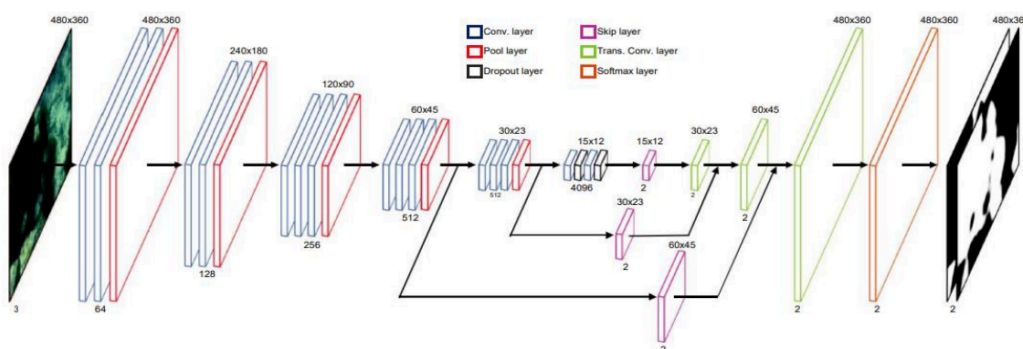 480x360
480x360
480x360
240x180
120x90
60x45
30x23
15x12
15x12
30x23
60x45
480x360
480x360
480x360
Conv. layer
Pool layer
Dropout layer
Skip layer
Trans. Conv. layer
Softmax layer
3
64
128
256
512
512
4096
2
2
2
30x23
2
60x45
2
2
2
2